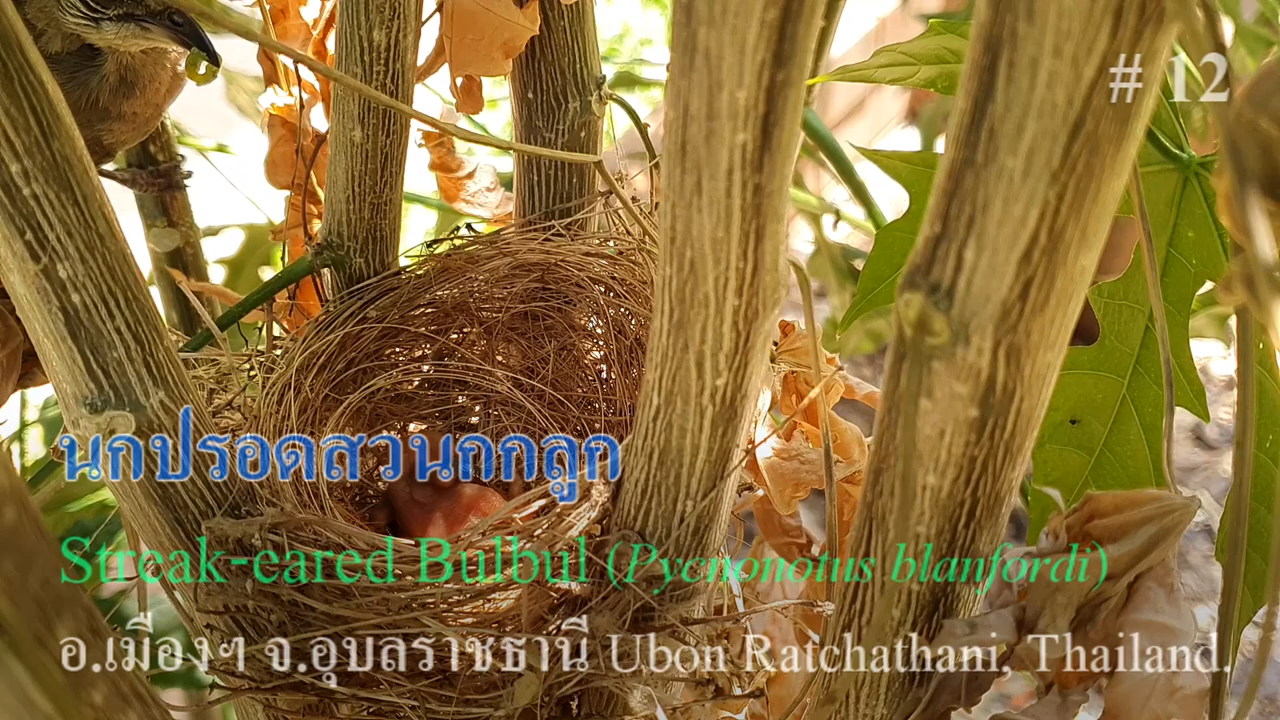 # 12
นกปรอดสวนกกลูก
Streak-eared Bulbul (Pycnonotus blanfordi)
อ.เมืองฯ จ.อุบลราชธานี Ubon Ratchathani, Thailand.